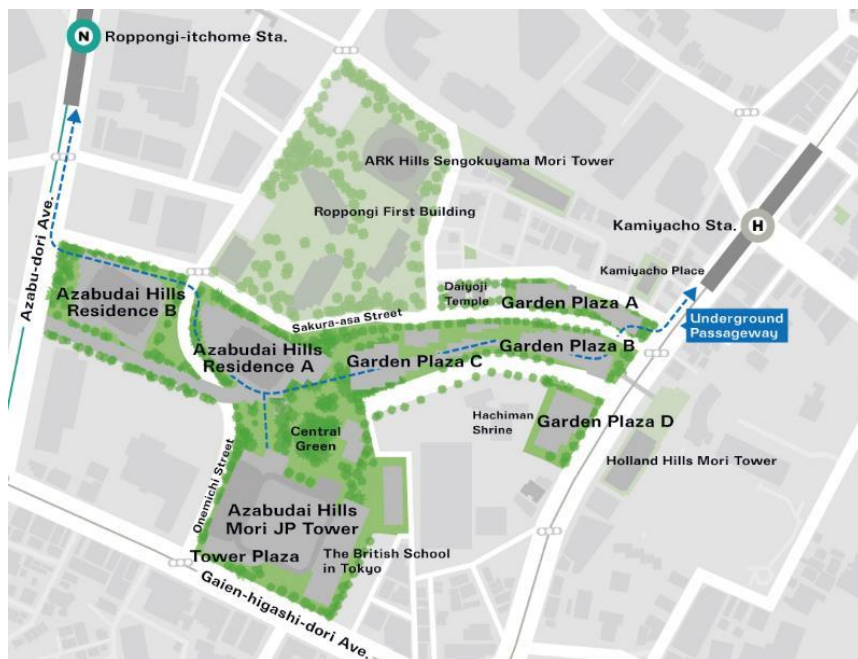 N
Roppongi-itchome Sta.
ARK Hills Sengokuyama Mori Tower
Roppongi First Building
Kamiyacho Sta.
H
Azabu-dori Ave.
Kamiyacho Place
Azabudai Hills
Residence B
Daiyoji
Temple
Garden Plaza A
Underground
Passageway
Sakura-asa Street
Azabudai Hills
Residence A
Garden Plaza B
Garden Plaza C
Hachiman
Shrine
Garden Plaza D
Central
Green
Holland Hills Mori Tower
Onemichi Street
Azabudai Hills
Mori JP Tower
Tower Plaza
The British School
in Tokyo
Gaien-higashi-dori Ave.